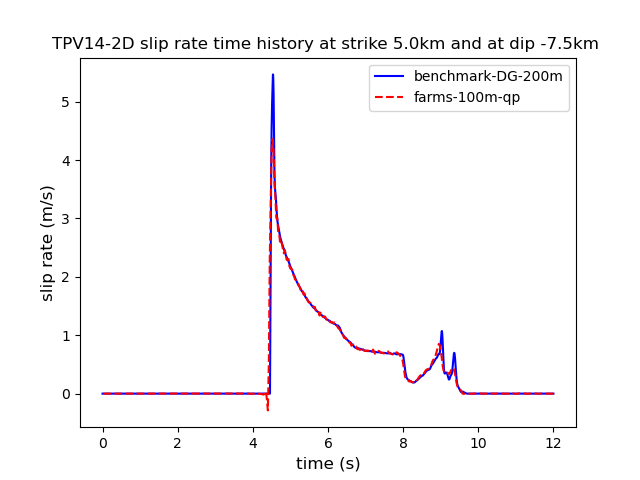 TPV14-2D slip rate time history at strike 5.0km and at dip -7.5km
benchmark-DG-200m
farms-100m-qp
5
4
3
2
1
0
slip rate (m/s)
0 2 4 6 8 10 12
time (s)